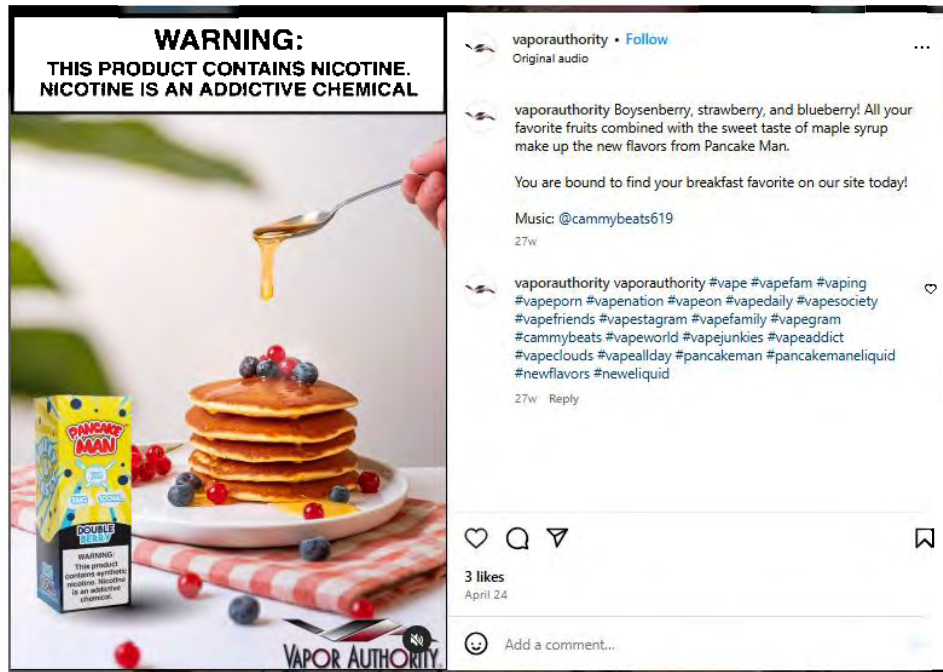 WARNING:
THIS PRODUCT CONTAINS NICOTINE.
NICOTINE IS AN ADDICTIVE CHEMICAL
PANCAKE
MAN
3MG 100ML
DOUBLE
BERRY
WARNING:
This product
contains synthetic
nicotine. Nicotine
is an addictive
chemical.
VAPOR AUTHORITY
vaporauthority • Follow
Original audio
...
vaporauthority Boysenberry, strawberry, and blueberry! All your
favorite fruits combined with the sweet taste of maple syrup
make up the new flavors from Pancake Man.
You are bound to find your breakfast favorite on our site today!
Music: @cammybeats619
27w
vaporauthority vaporauthority #vape #vapefam #vaping
#vapeporn #vapenation #vapeon #vapedaily #vapesociety
#vapefriends #vapestagram #vapefamily #vapegram
#cammybeats #vapeworld #vapejunkies #vapeaddict
#vapeclouds #vapeallday #pancakeman #pancakemaneliquid
#newflavors #neweliquid
27w Reply
3 likes
April 24
Add a comment...